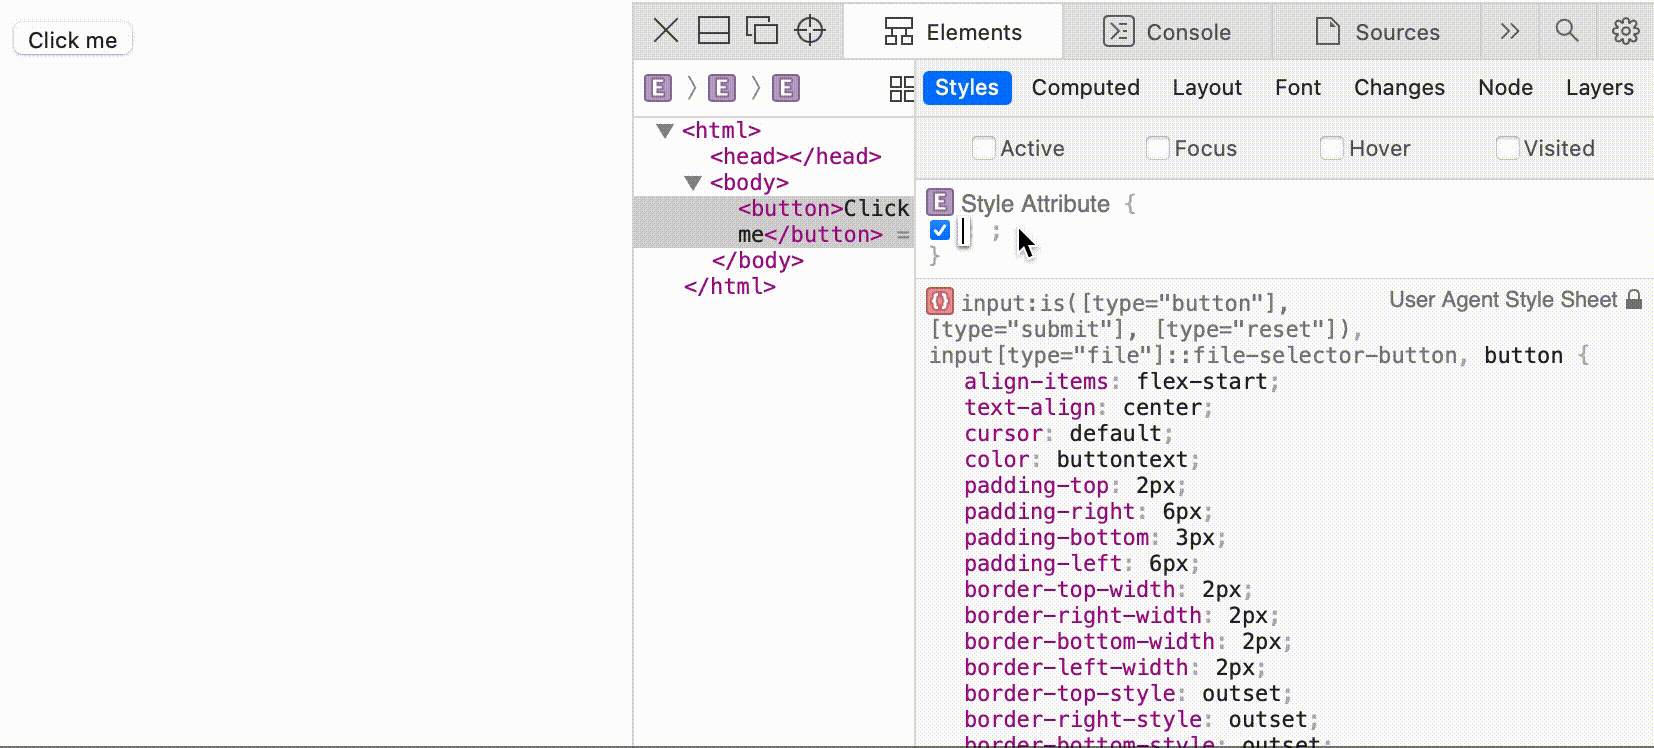 Click me
Elements
Console
Sources
E 〉 E 〉 E
Styles
Computed
Layout
Font
Changes
Node
Layers
<html>
<head></head>
<body>
<button>Click
me</button> =
</body>
</html>
Active
Focus
Hover
Visited
E Style Attribute {
;
}
User Agent Style Sheet
input:is([type="button"],
[type="submit"], [type="reset"]),
input[type="file"]::file-selector-button, button {
align-items: flex-start;
text-align: center;
cursor: default;
color: buttontext;
padding-top: 2px;
padding-right: 6px;
padding-bottom: 3px;
padding-left: 6px;
border-top-width: 2px;
border-right-width: 2px;
border-bottom-width: 2px;
border-left-width: 2px;
border-top-style: outset;
border-right-style: outset;
border-bottom-style: outset;